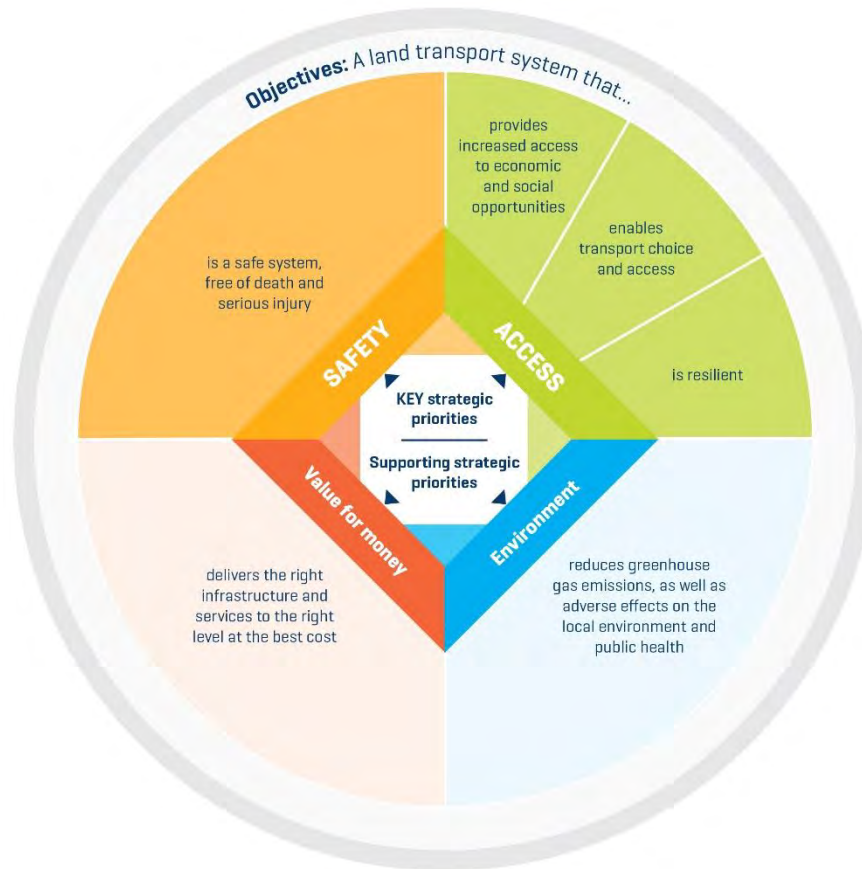 Objectives: A land transport system that...
provides
increased access
to economic
and social
opportunities
enables
transport choice
and access
is resilient
is a safe system,
free of death and
serious injury
SAFETY
ACCESS
KEY strategic
priorities
Supporting strategic
priorities
Value for money
Environment
delivers the right
infrastructure and
services to the right
level at the best cost
reduces greenhouse
gas emissions, as well as
adverse effects on the
local environment and
public health